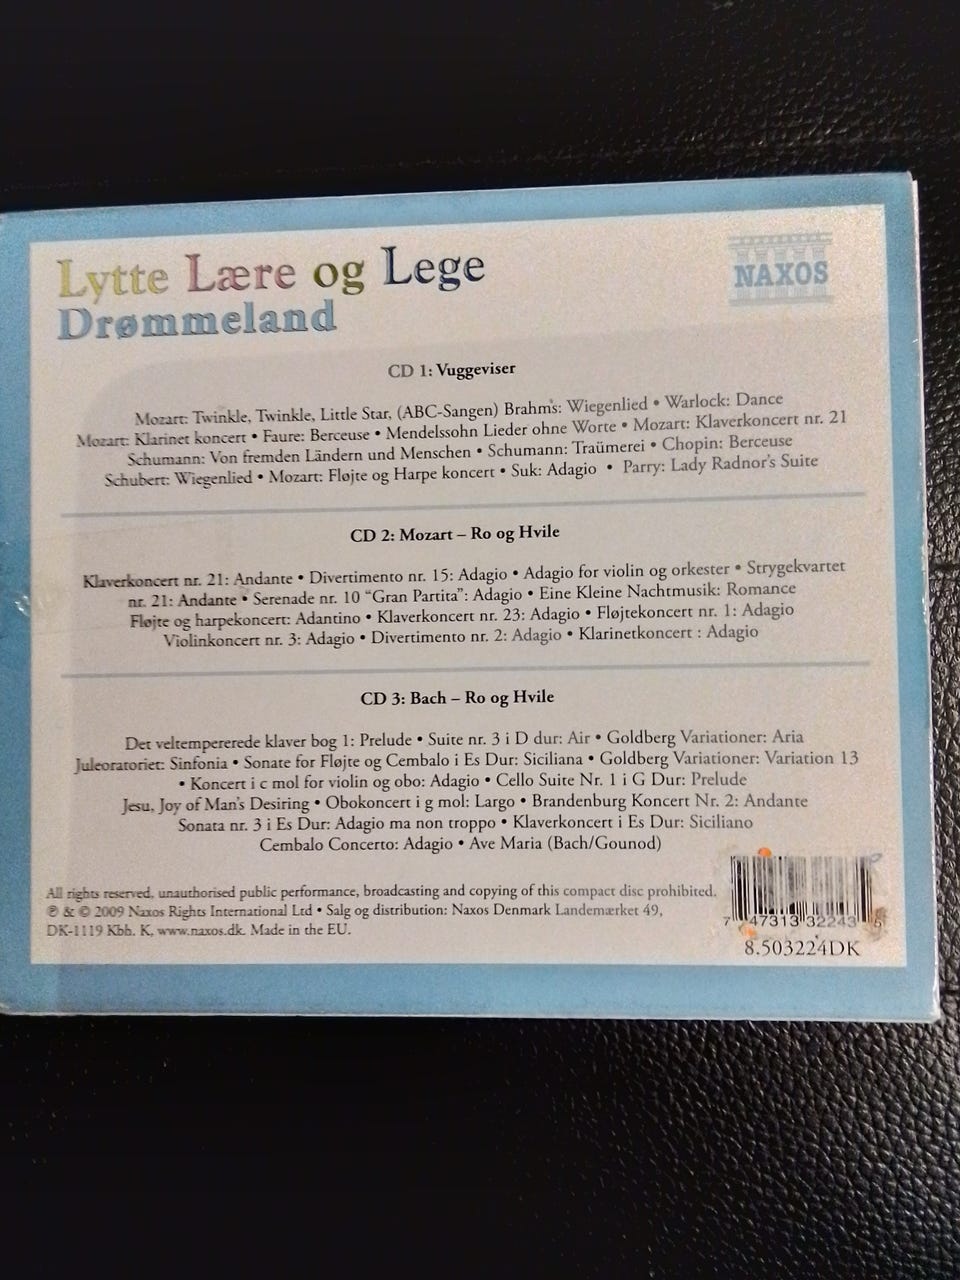 Lytte Lære og Lege
Drømmeland
NAXOS
CD 1: Vuggeviser
Mozart: Twinkle, Twinkle, Little Star, (ABC-Sangen) Brahms: Wiegenlied • Warlock: Dance
Mozart: Klarinet koncert • Faure: Berceuse • Mendelssohn Lieder ohne Worte • Mozart: Klaverkoncert nr. 21
Schumann: Von fremden Ländern und Menschen • Schumann: Traümerei • Chopin: Berceuse
Schubert: Wiegenlied • Mozart: Fløjte og Harpe koncert • Suk: Adagio • Parry: Lady Radnor's Suite
CD 2: Mozart – Ro og Hvile
Klaverkoncert nr. 21: Andante • Divertimento nr. 15: Adagio • Adagio for violin og orkester • Strygekvartet
nr. 21: Andante • Serenade nr. 10 “Gran Partita”: Adagio • Eine Kleine Nachtmusik: Romance
Fløjte og harpekoncert: Adantino • Klaverkoncert nr. 23: Adagio • Fløjtekoncert nr. 1: Adagio
Violinkoncert nr. 3: Adagio • Divertimento nr. 2: Adagio • Klarinetkoncert : Adagio
CD 3: Bach – Ro og Hvile
Det veltempererede klaver bog 1: Prelude • Suite nr. 3 i D dur: Air • Goldberg Variationer: Aria
Juleoratoriet: Sinfonia • Sonate for Fløjte og Cembalo i Es Dur: Siciliana • Goldberg Variationer: Variation 13
• Koncert i c mol for violin og obo: Adagio • Cello Suite Nr. 1 i G Dur: Prelude
Jesu, Joy of Man's Desiring • Obokoncert i g mol: Largo • Brandenburg Koncert Nr. 2: Andante
Sonata nr. 3 i Es Dur: Adagio ma non troppo • Klaverkoncert i Es Dur: Siciliano
Cembalo Concerto: Adagio • Ave Maria (Bach/Gounod)
All rights reserved, unauthorised public performance, broadcasting and copying of this compact disc prohibited.
℗ & © 2009 Naxos Rights International Ltd • Salg og distribution: Naxos Denmark Landemærket 49,
DK-1119 Kbh. K, www.naxos.dk. Made in the EU.
7 47313 32243 5
8.503224DK